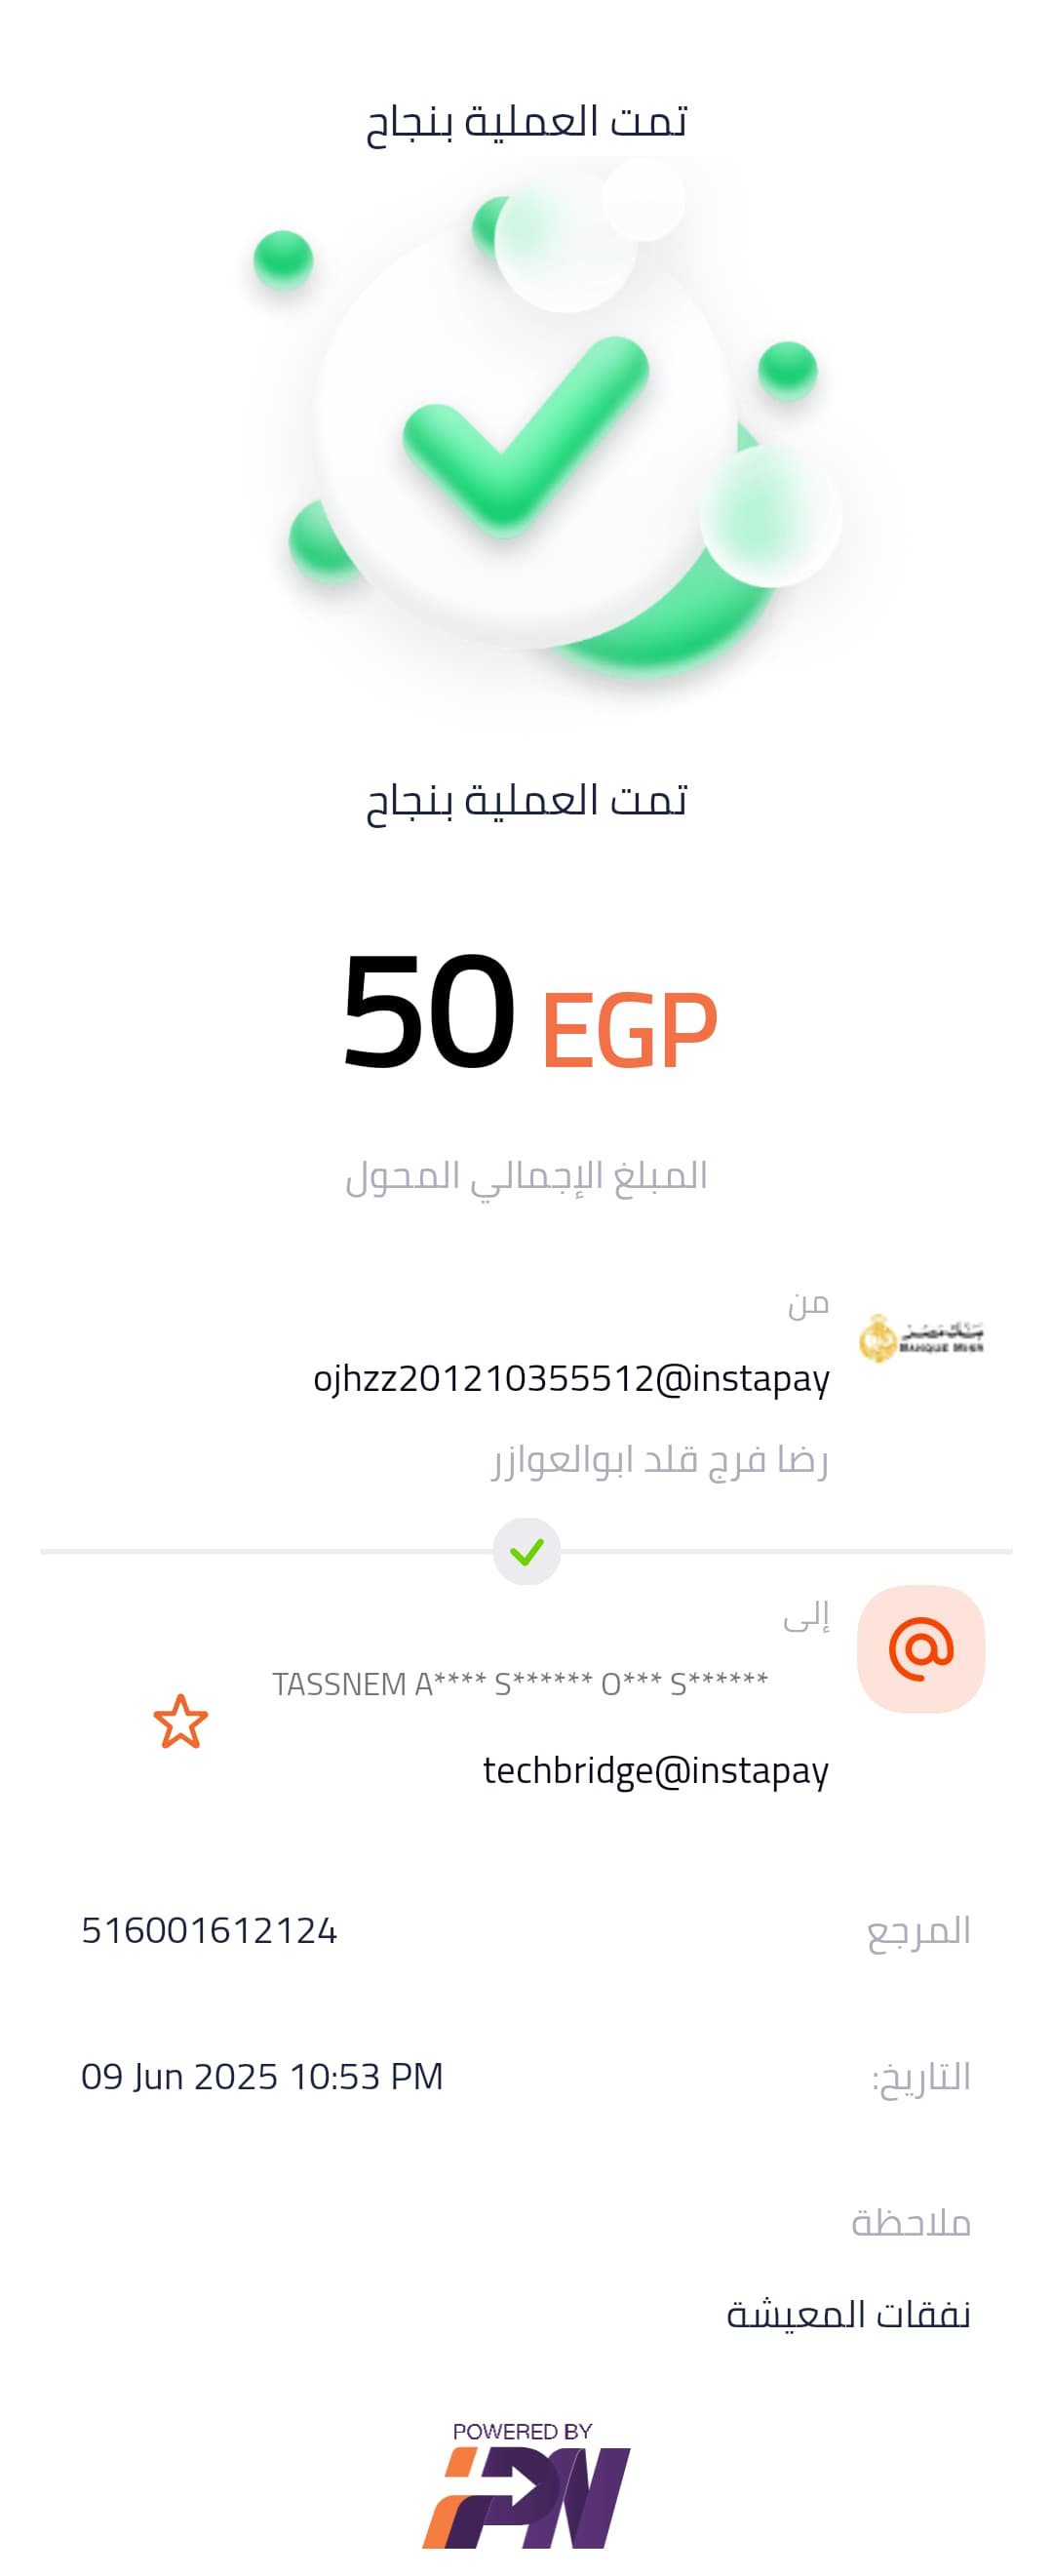 تمت العملية بنجاح
تمت العملية بنجاح
50 EGP
المبلغ الإجمالي المحول
من
بنك مصر
BANQUE MISR
ojhzz201210355512@instapay
رضا فرج قلد ابوالعوازر
إلى
TASSNEM A**** S****** O*** S******
techbridge@instapay
المرجع 516001612124
التاريخ: 09 Jun 2025 10:53 PM
ملاحظة
نفقات المعيشة
POWERED BY
IPN